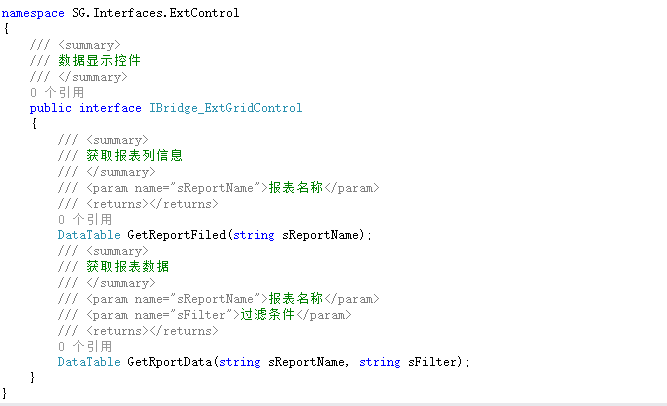 namespace SG.Interfaces.ExtControl
{
/// <summary>
/// 数据显示控件
/// </summary>
0 个引用
public interface IBridge_ExtGridControl
{
/// <summary>
/// 获取报表列信息
/// </summary>
/// <param name="sReportName">报表名称</param>
/// <returns></returns>
0 个引用
DataTable GetReportFiled(string sReportName);
/// <summary>
/// 获取报表数据
/// </summary>
/// <param name="sReportName">报表名称</param>
/// <param name="sFilter">过滤条件</param>
/// <returns></returns>
0 个引用
DataTable GetRportData(string sReportName, string sFilter);
}
}